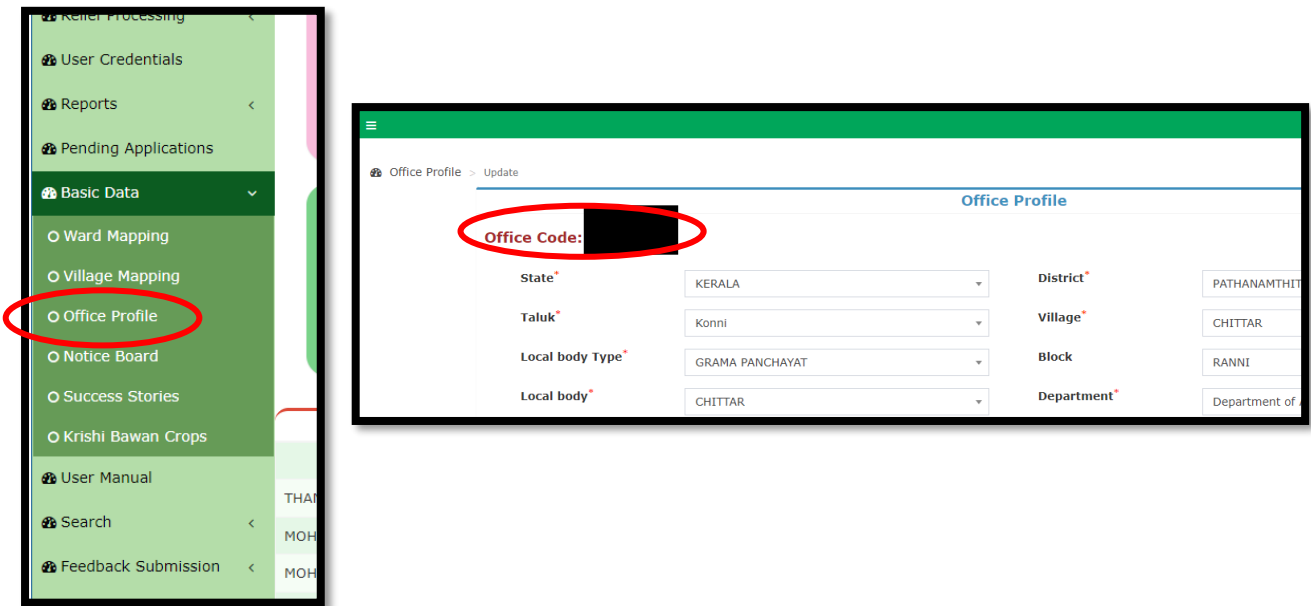 Relief Processing
User Credentials
Reports
Pending Applications
Basic Data
Ward Mapping
Village Mapping
Office Profile
Notice Board
Success Stories
Krishi Bawan Crops
User Manual
Search
Feedback Submission
THAN
MOH
MOH
Office Profile > Update
Office Profile
Office Code:
State* KERALA District* PATHANAMTHIT
Taluk* Konni Village* CHITTAR
Local body Type* GRAMA PANCHAYAT Block RANNI
Local body* CHITTAR Department* Department of